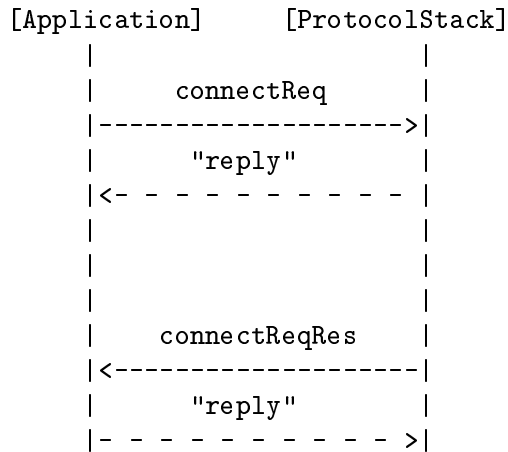 [Application] [ProtocolStack]
connectReq
"reply"
connectReqRes
"reply"